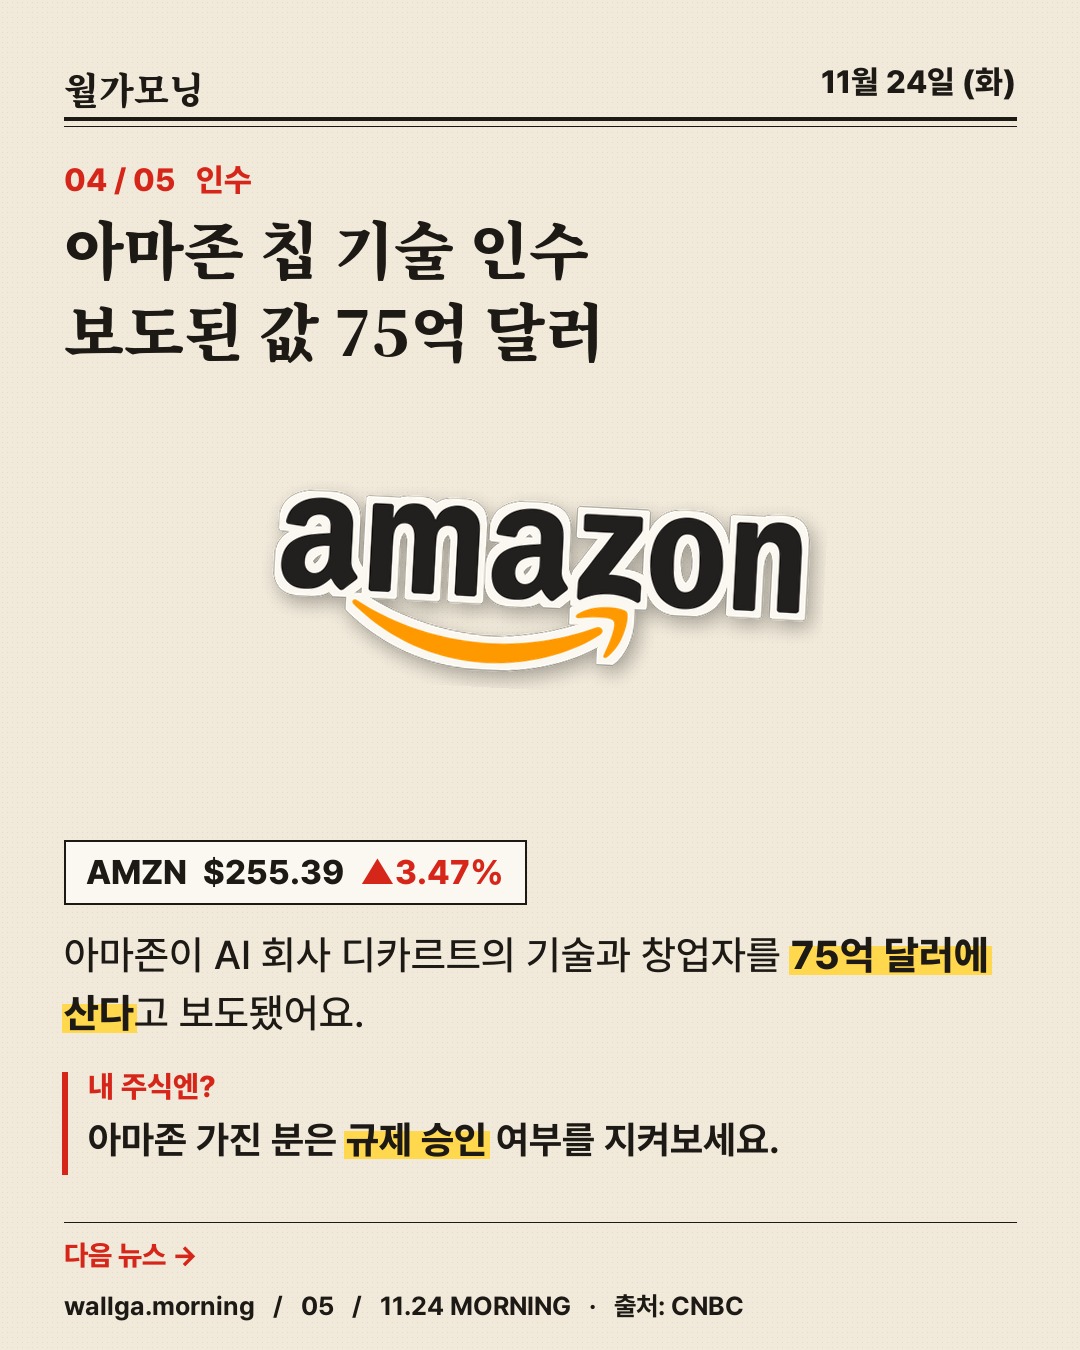 월가모닝
11월 24일 (화)
04 / 05 인수
아마존 칩 기술 인수
보도된 값 75억 달러
amazon
AMZN $255.39 ▲3.47%
아마존이 AI 회사 디카르트의 기술과 창업자를 75억 달러에
산다고 보도됐어요.
내 주식엔?
아마존 가진 분은 규제 승인 여부를 지켜보세요.
다음 뉴스 →
wallga.morning / 05 / 11.24 MORNING · 출처: CNBC